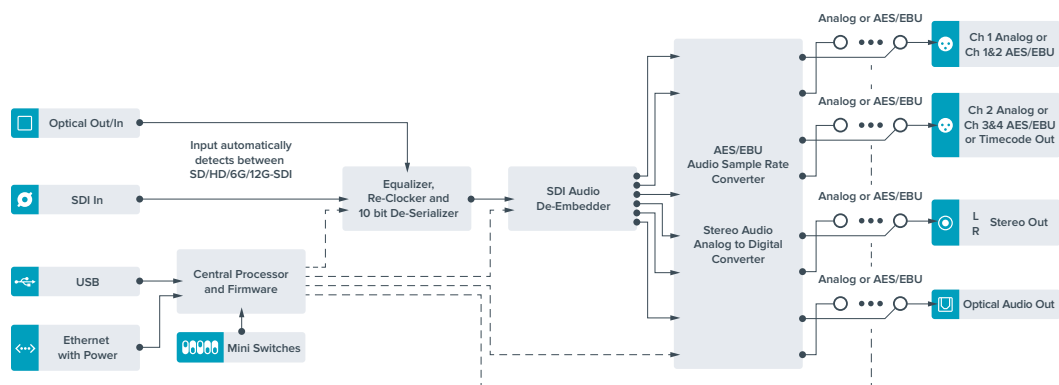 Analog or AES/EBU
Ch 1 Analog or
Ch 1&2 AES/EBU
Optical Out/In
Analog or AES/EBU
Ch 2 Analog or
Ch 3&4 AES/EBU
or Timecode Out
Input automatically
detects between
SD/HD/6G/12G-SDI
AES/EBU
Audio Sample Rate
Converter
SDI In
Equalizer,
Re-Clocker and
10 bit De-Serializer
SDI Audio
De-Embedder
Analog or AES/EBU
L
R
Stereo Out
Stereo Audio
Analog to Digital
Converter
USB
Central Processor
and Firmware
Analog or AES/EBU
Optical Audio Out
Ethernet
with Power
Mini Switches